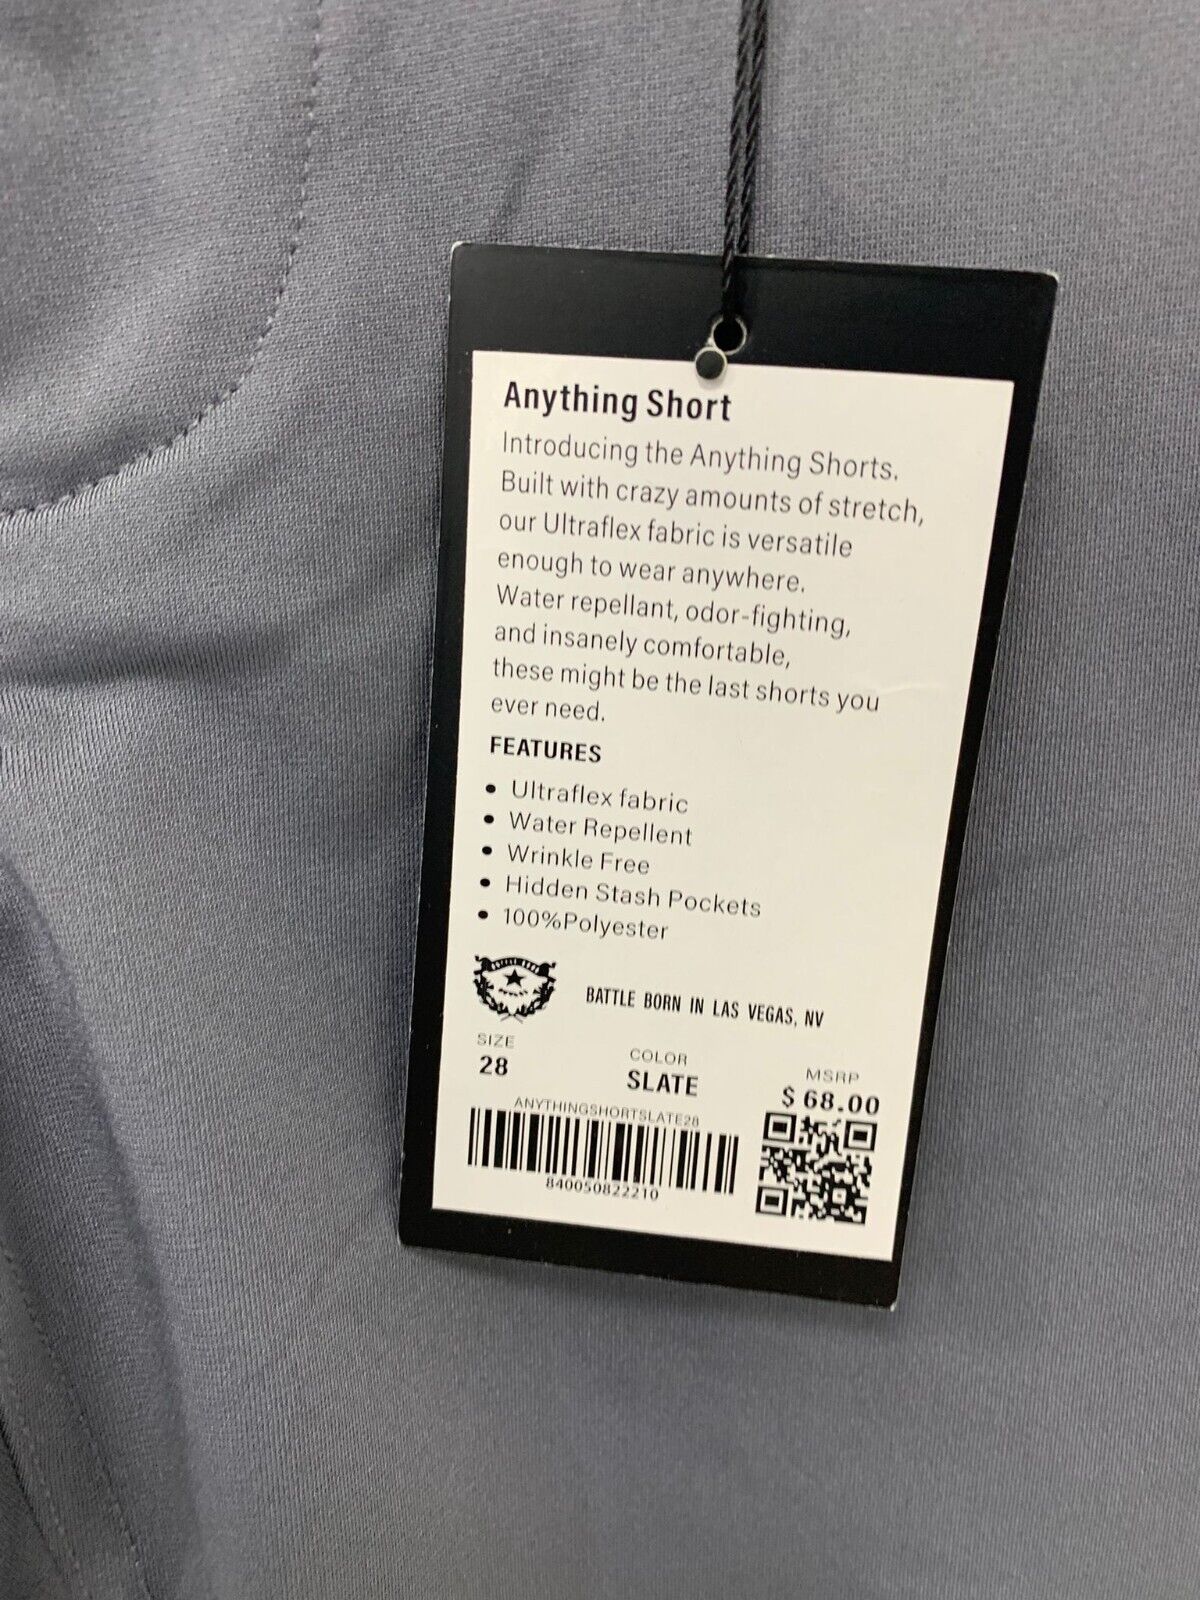 Anything Short
Introducing the Anything Shorts.
Built with crazy amounts of stretch,
our Ultraflex fabric is versatile
enough to wear anywhere.
Water repellant, odor-fighting,
and insanely comfortable,
these might be the last shorts you
ever need.
FEATURES
• Ultraflex fabric
• Water Repellent
• Wrinkle Free
• Hidden Stash Pockets
• 100%Polyester
BATTLE BORN
BATTLE BORN IN LAS VEGAS, NV
SIZE COLOR MSRP
28 SLATE $ 68.00
ANYTHINGSHORTSLATE28
840050822210